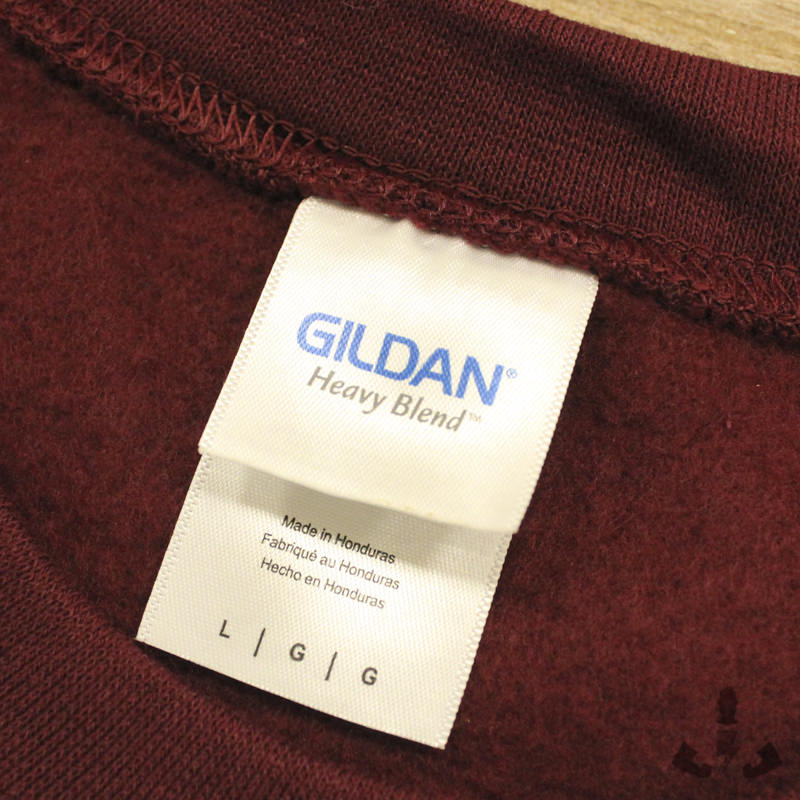 GILDAN®
Heavy Blend™
Made in Honduras
Fabriqué au Honduras
Hecho en Honduras
L | G | G